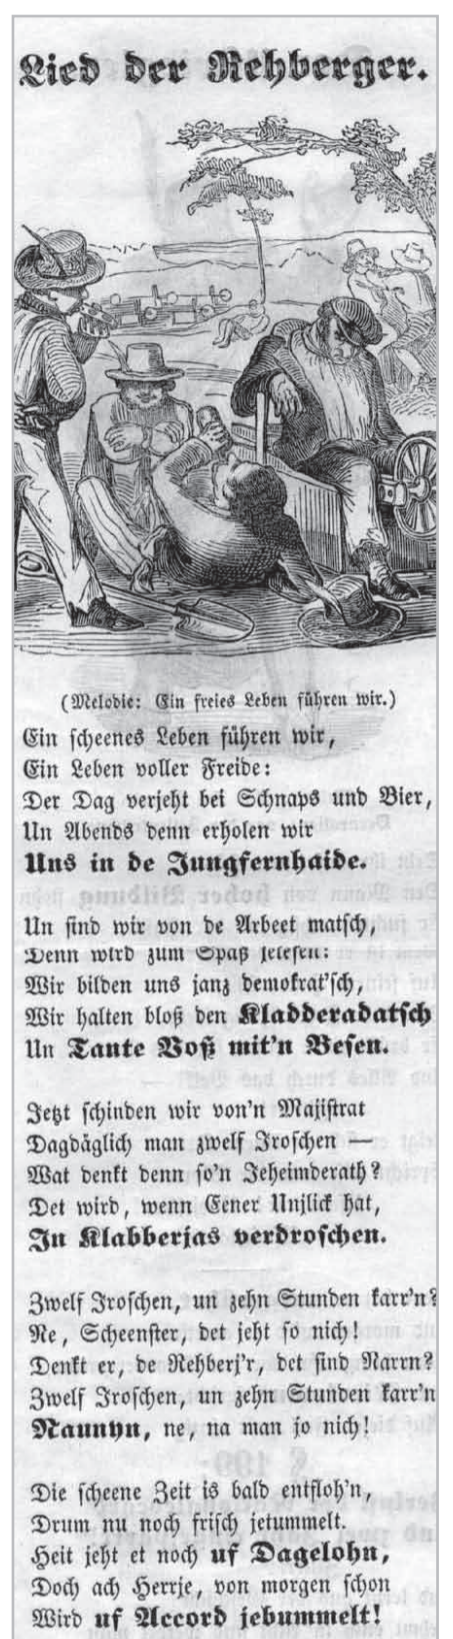 Lied der Rehberger.
(Melodie: Ein freies Leben führen wir.)
Ein scheenes Leben führen wir,
Ein Leben voller Freide:
Der Dag verjeht bei Schnaps und Bier,
Un Abends denn erholen wir
Uns in de Jungfernhaide.
Un sind wir von de Arbeet matsch,
Denn wird zum Spaß jelesen:
Wir bilden uns janz demokrat'sch,
Wir halten bloß den Kladderadatsch
Un Tante Voß mit'n Besen.
Jetzt schinden wir von'n Majistrat
Dagdäglich man zwelf Jroschen —
Wat denkt denn so'n Jeheimderath?
Det wird, wenn Eener Unjlick hat,
In Klabberjas verdroschen.
Zwelf Jroschen, un zehn Stunden karr'n?
Ne, Scheenster, det jeht so nich!
Denkt er, de Rehberj'r, det sind Narrn?
Zwelf Jroschen, un zehn Stunden karr'n
Naunyn, ne, na man jo nich!
Die scheene Zeit is bald entfloh'n,
Drum nu noch frisch jetummelt.
Heit jeht et noch uf Dagelohn,
Doch ach Herrje, von morgen schon
Wird uf Accord jebummelt!